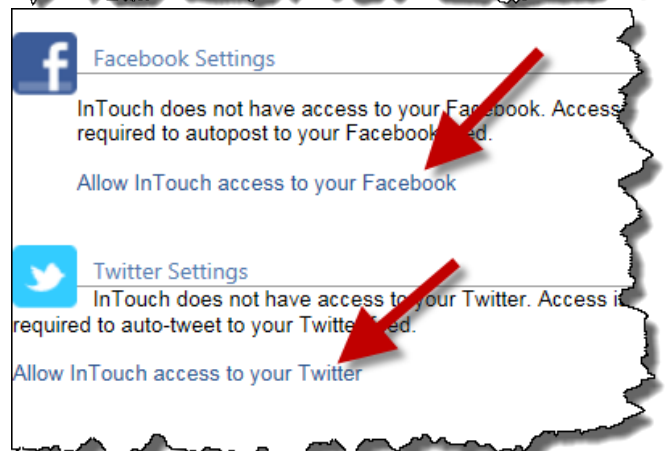 Facebook Settings
InTouch does not have access to your Facebook. Access
required to autopost to your Facebook feed.
Allow InTouch access to your Facebook
Twitter Settings
InTouch does not have access to your Twitter. Access i
required to auto-tweet to your Twitter feed.
Allow InTouch access to your Twitter